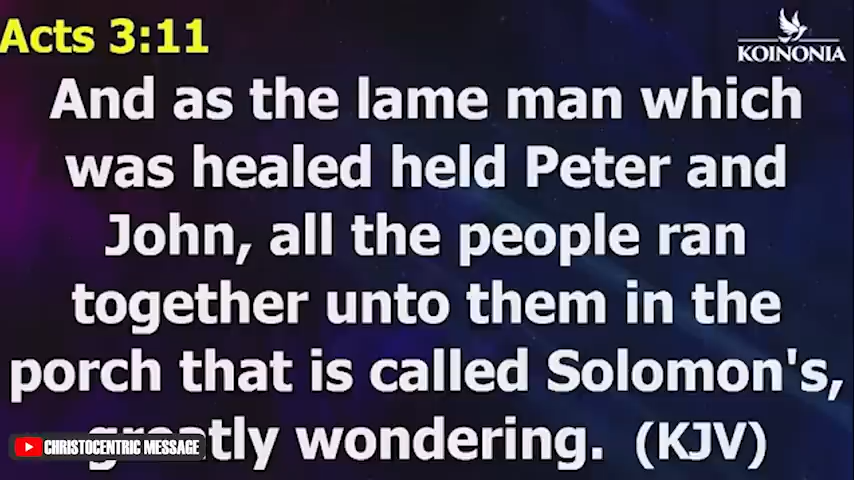 Acts 3:11
KOINONIA
And as the lame man which
was healed held Peter and
John, all the people ran
together unto them in the
porch that is called Solomon's,
greatly wondering. (KJV)
CHRISTOCENTRIC MESSAGE